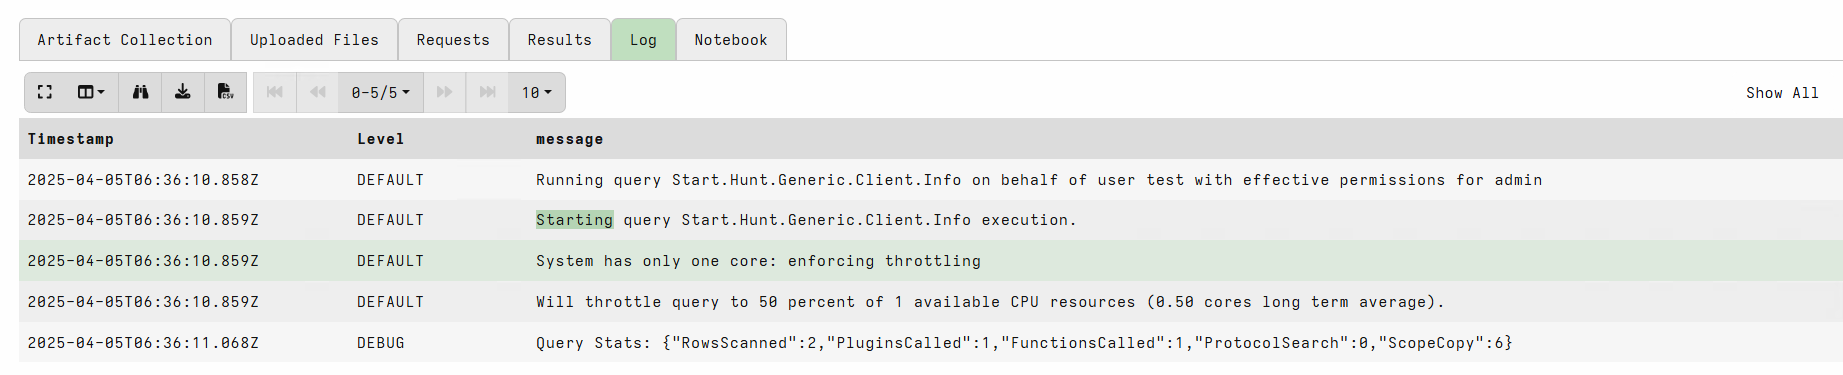 Artifact Collection Uploaded Files Requests Results Log Notebook
CSV 0-5/5 10 Show All
Timestamp Level message
2025-04-05T06:36:10.858Z DEFAULT Running query Start.Hunt.Generic.Client.Info on behalf of user test with effective permissions for admin
2025-04-05T06:36:10.859Z DEFAULT Starting query Start.Hunt.Generic.Client.Info execution.
2025-04-05T06:36:10.859Z DEFAULT System has only one core: enforcing throttling
2025-04-05T06:36:10.859Z DEFAULT Will throttle query to 50 percent of 1 available CPU resources (0.50 cores long term average).
2025-04-05T06:36:11.068Z DEBUG Query Stats: {"RowsScanned":2,"PluginsCalled":1,"FunctionsCalled":1,"ProtocolSearch":0,"ScopeCopy":6}